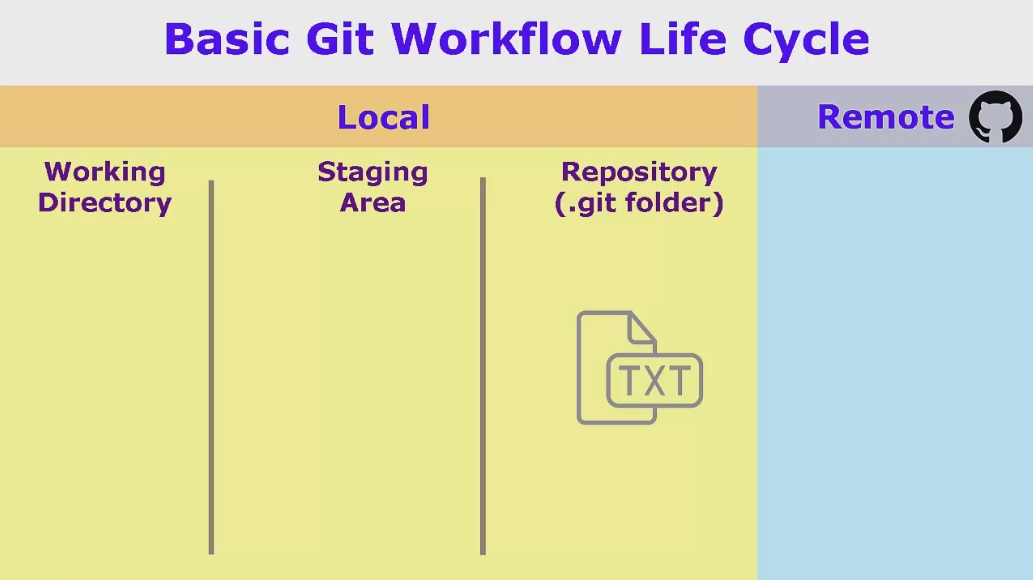 Basic Git Workflow Life Cycle
Local
Remote
Working
Directory
Staging
Area
Repository
(.git folder)
TXT